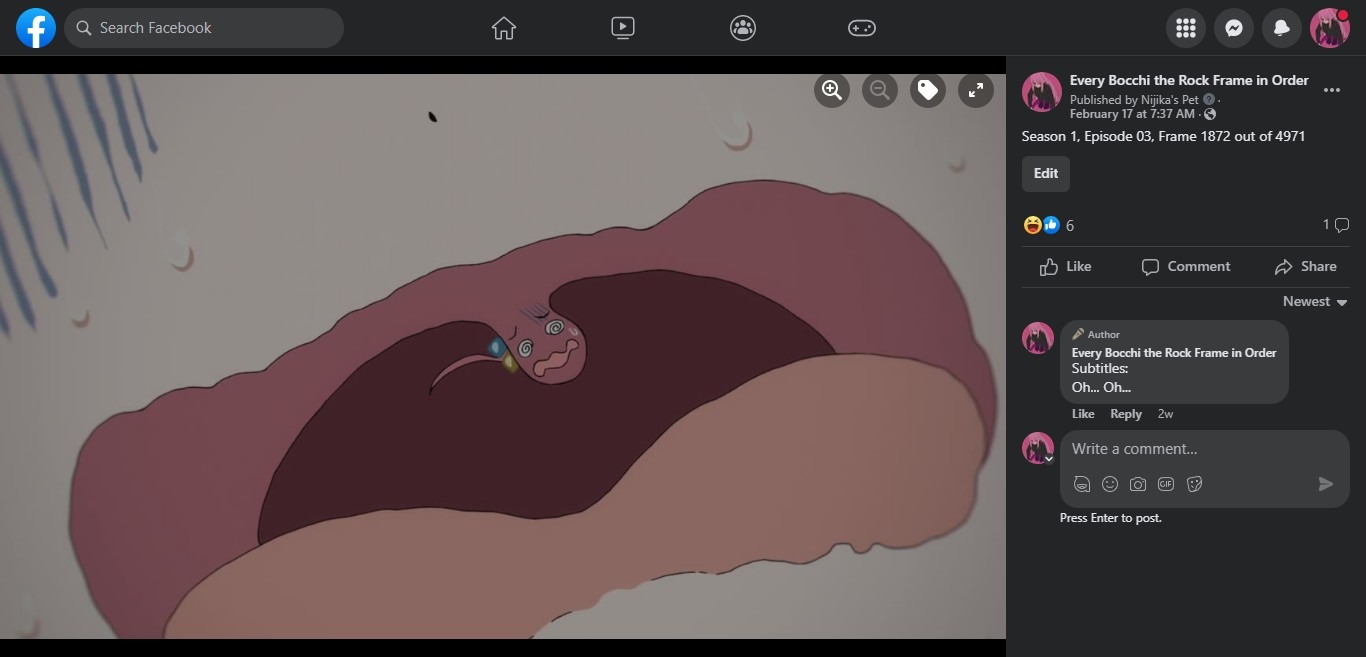 Search Facebook
Every Bocchi the Rock Frame in Order
Published by Nijika's Pet
February 17 at 7:37 AM ·
Season 1, Episode 03, Frame 1872 out of 4971
Edit
6
1
Like
Comment
Share
Newest
Author
Every Bocchi the Rock Frame in Order
Subtitles:
Oh... Oh...
Like
Reply
2w
Write a comment...
GIF
Press Enter to post.